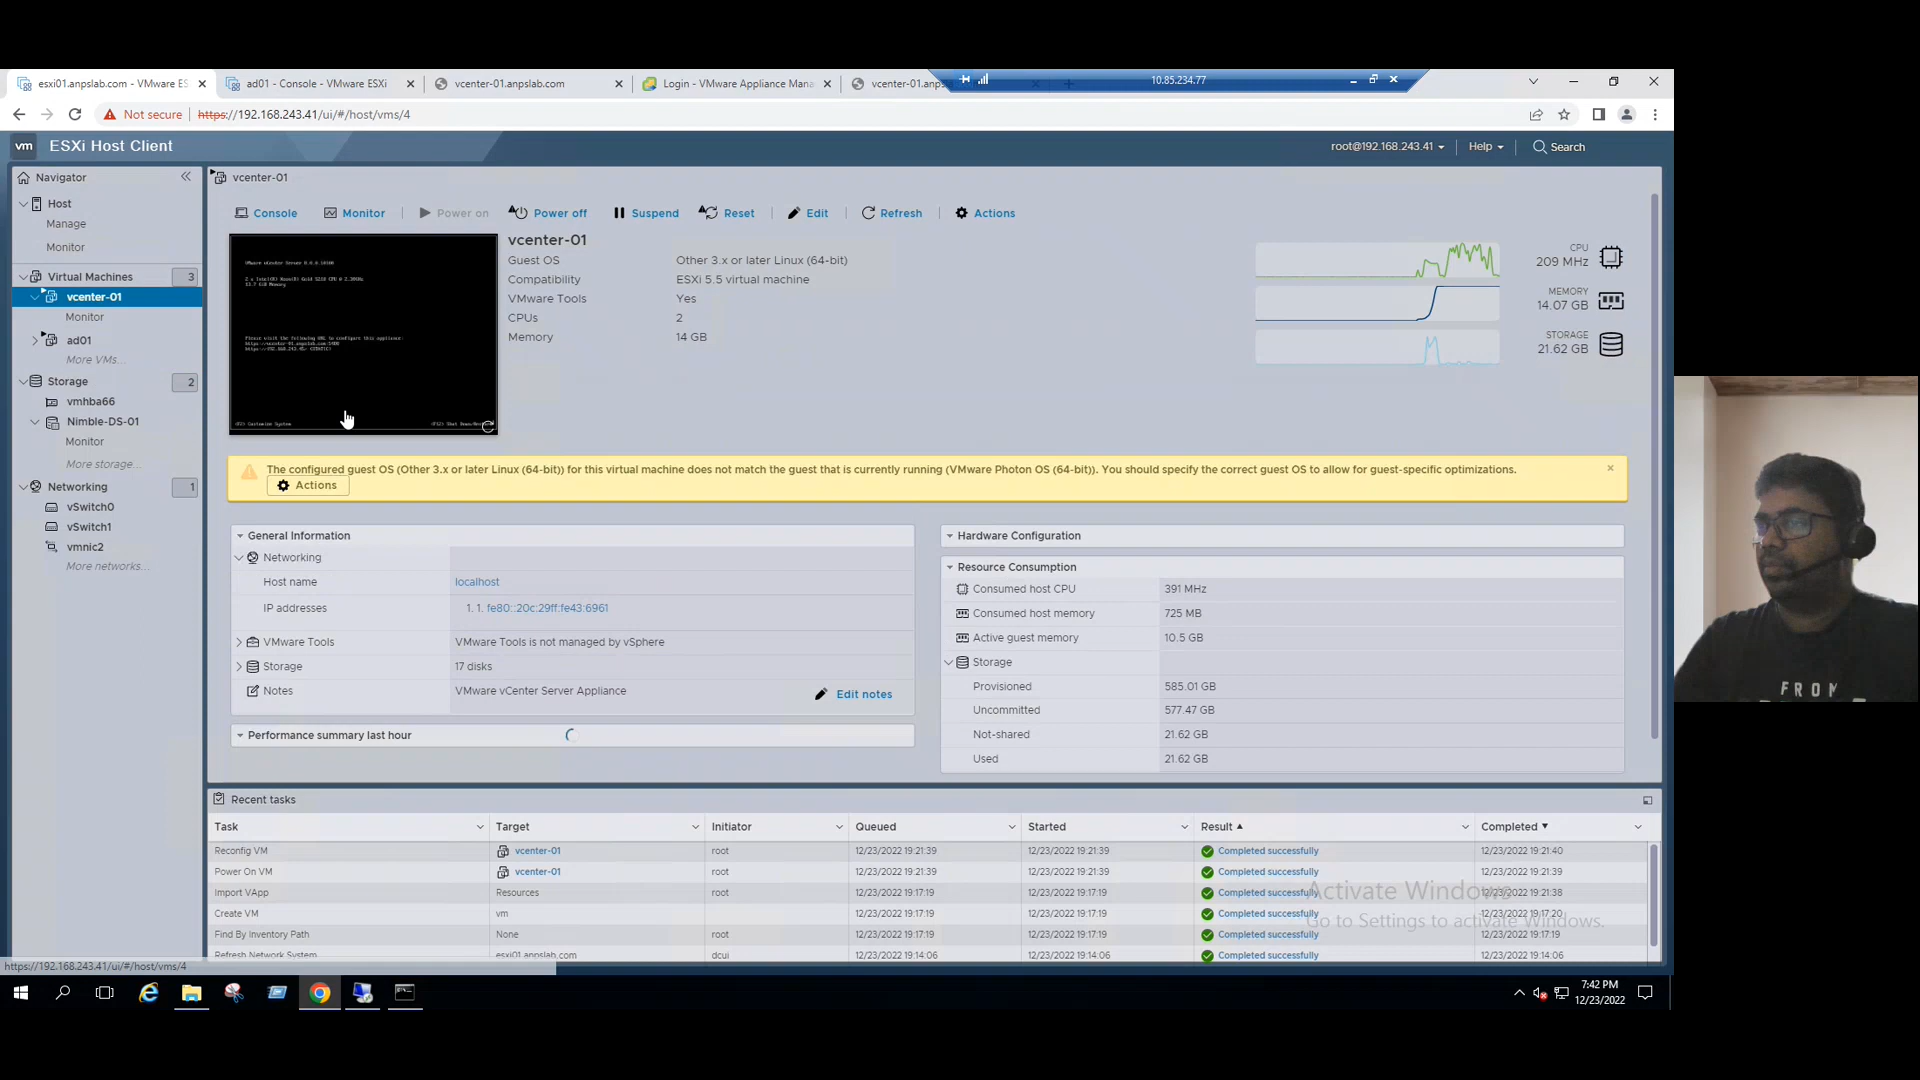 esxi01.anpslab.com - VMware ES
ad01 - Console - VMware ESXi
vcenter-01.anpslab.com
Login - VMware Appliance Mana
vcenter-01.anps
10.85.234.77
Not secure
https://192.168.243.41/ui/#/host/vms/4
vm
ESXi Host Client
root@192.168.243.41
Help
Search
Navigator
Host
Manage
Monitor
Virtual Machines
3
vcenter-01
Monitor
ad01
More VMs...
Storage
2
vmhba66
Nimble-DS-01
Monitor
More storage...
Networking
1
vSwitch0
vSwitch1
vmnic2
More networks...
vcenter-01
Console
Monitor
Power on
Power off
Suspend
Reset
Edit
Refresh
Actions
Please visit the following URL to configure this appliance:
vcenter-01
Guest OS
Other 3.x or later Linux (64-bit)
Compatibility
ESXi 5.5 virtual machine
VMware Tools
Yes
CPUs
2
Memory
14 GB
CPU
209 MHz
MEMORY
14.07 GB
STORAGE
21.62 GB
The configured guest OS (Other 3.x or later Linux (64-bit)) for this virtual machine does not match the guest that is currently running (VMware Photon OS (64-bit)). You should specify the correct guest OS to allow for guest-specific optimizations.
Actions
General Information
Networking
Host name
localhost
IP addresses
1. 1. fe80::20c:29ff:fe43:6961
VMware Tools
VMware Tools is not managed by vSphere
Storage
17 disks
Notes
VMware vCenter Server Appliance
Edit notes
Performance summary last hour
Hardware Configuration
Resource Consumption
Consumed host CPU
391 MHz
Consumed host memory
725 MB
Active guest memory
10.5 GB
Storage
Provisioned
585.01 GB
Uncommitted
577.47 GB
Not-shared
21.62 GB
Used
21.62 GB
Recent tasks
Task Target Initiator Queued Started Result Completed
Reconfig VM vcenter-01 root 12/23/2022 19:21:39 12/23/2022 19:21:39 Completed successfully 12/23/2022 19:21:40
Power On VM vcenter-01 root 12/23/2022 19:21:39 12/23/2022 19:21:39 Completed successfully 12/23/2022 19:21:39
Import VApp Resources root 12/23/2022 19:17:19 12/23/2022 19:17:19 Completed successfully 12/23/2022 19:21:38
Create VM vm 12/23/2022 19:17:19 12/23/2022 19:17:19 Completed successfully 12/23/2022 19:17:20
Find By Inventory Path None root 12/23/2022 19:17:19 12/23/2022 19:17:19 Completed successfully 12/23/2022 19:17:19
Refresh Network System esxi01.anpslab.com dcui 12/23/2022 19:14:06 12/23/2022 19:14:06 Completed successfully 12/23/2022 19:14:06
Activate Windows
Go to Settings to activate Windows.
https://192.168.243.41/ui/#/host/vms/4
7:42 PM
12/23/2022
FROM